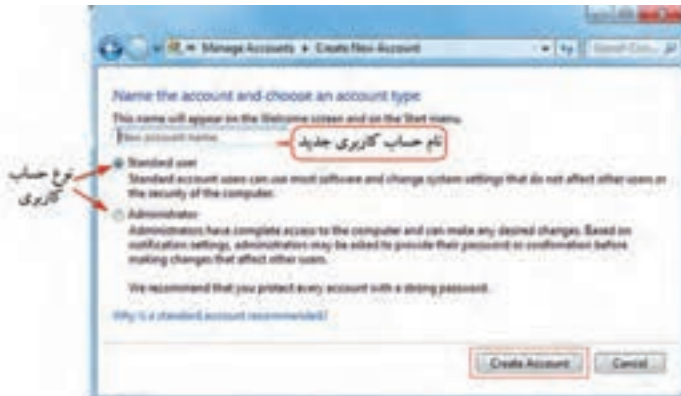 Manage Accounts ▸ Create New Account
Name the account and choose an account type
This name will appear on the Welcome screen and on the Start menu.
New account name
نام حساب کاربری جدید
نوع حساب
کاربری
Standard user
Standard account users can use most software and change system settings that do not affect other users or
the security of the computer.
Administrator
Administrators have complete access to the computer and can make any desired changes. Based on
notification settings, administrators may be asked to provide their password or confirmation before
making changes that affect other users.
We recommend that you protect every account with a strong password.
Why is a standard account recommended?
Create Account
Cancel